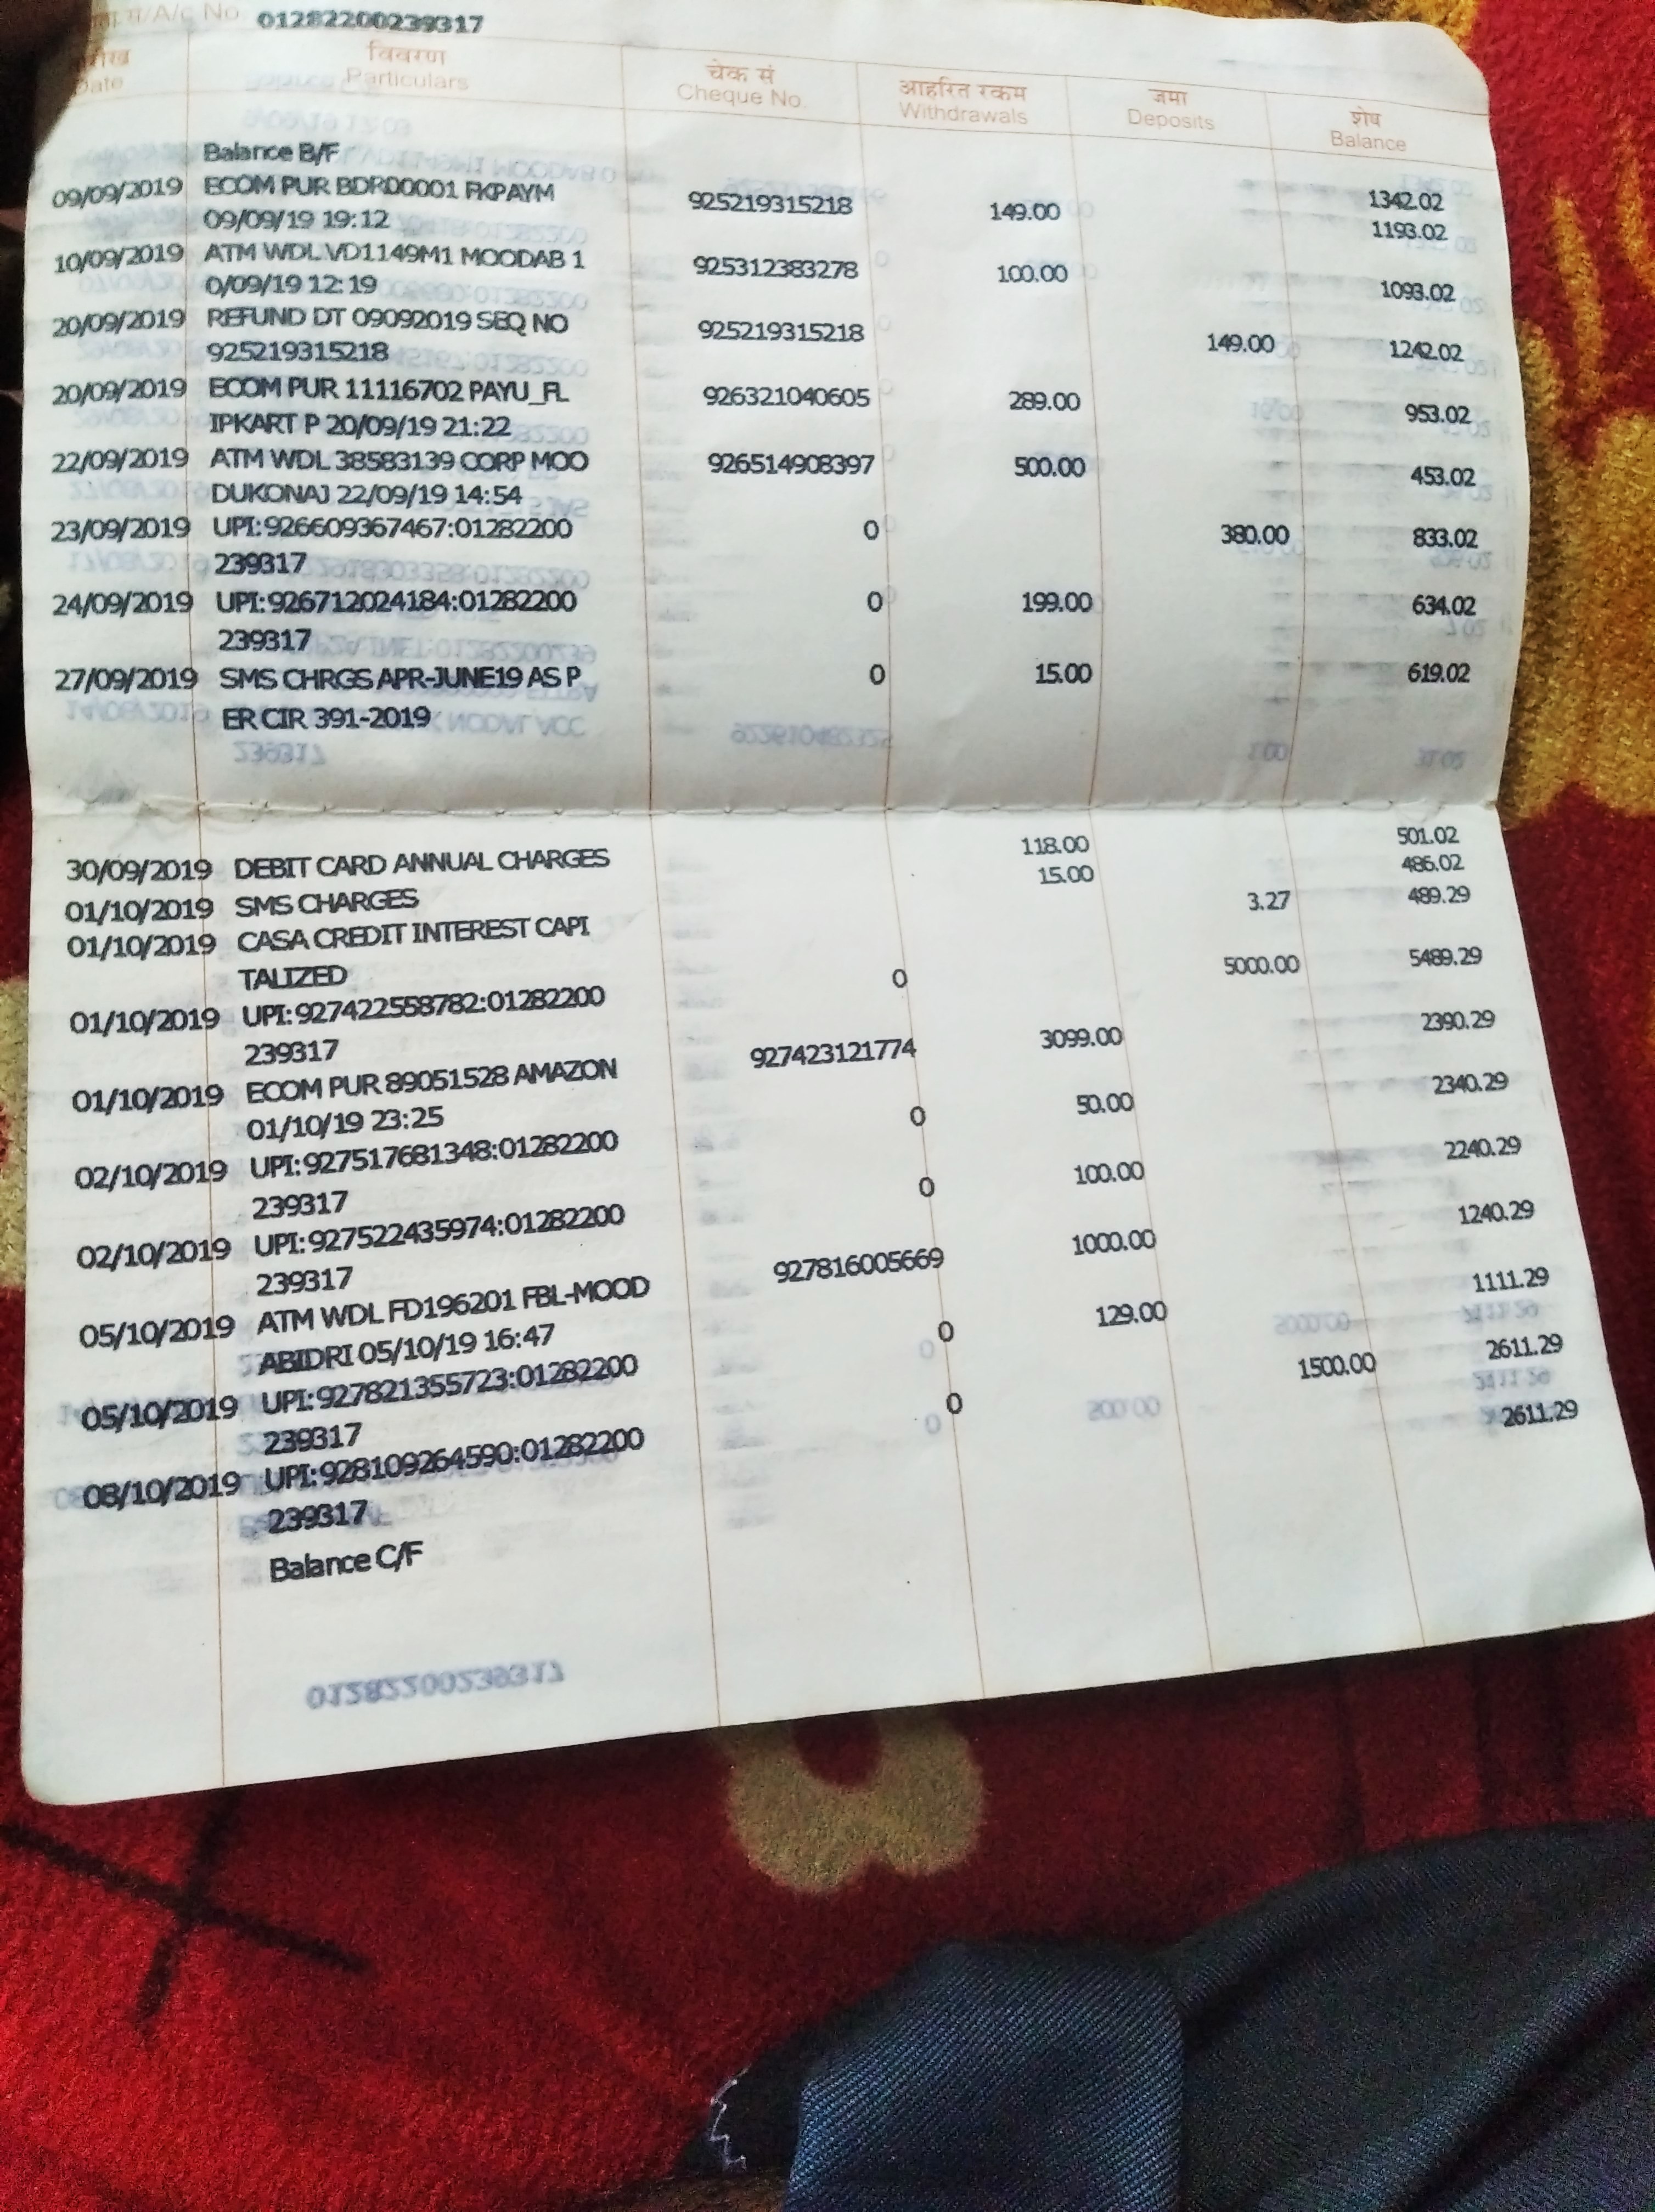 A/c No 01282200239317
Date विवरण Particulars चेक सं Cheque No. आहरित रकम Withdrawals जमा Deposits शेष Balance
Balance B/F 1342.02
09/09/2019 ECOM PUR BDR00001 FKPAYM 925219315218 149.00 1193.02
09/09/19 19:12
10/09/2019 ATM WDL VD1149M1 MOODAB 1 925312383278 100.00 1093.02
0/09/19 12:19
20/09/2019 REFUND DT 09092019 SEQ NO 925219315218 149.00 1242.02
925219315218
20/09/2019 ECOM PUR 11116702 PAYU_FL 926321040605 289.00 953.02
IPKART P 20/09/19 21:22
22/09/2019 ATM WDL 38583139 CORP MOO 926514908397 500.00 453.02
DUKONAJ 22/09/19 14:54
23/09/2019 UPI:926609367467:01282200 0 380.00 833.02
239317
24/09/2019 UPI:926712024184:01282200 0 199.00 634.02
239317
27/09/2019 SMS CHRGS APR-JUNE19 AS P 0 15.00 619.02
ER CIR 391-2019
30/09/2019 DEBIT CARD ANNUAL CHARGES 118.00 501.02
01/10/2019 SMS CHARGES 15.00 486.02
01/10/2019 CASA CREDIT INTEREST CAPI 3.27 489.29
TALIZED
01/10/2019 UPI:927422558782:01282200 0 5000.00 5489.29
239317
01/10/2019 ECOM PUR 89051528 AMAZON 927423121774 3099.00 2390.29
01/10/19 23:25
02/10/2019 UPI:927517681348:01282200 0 50.00 2340.29
239317
02/10/2019 UPI:927522435974:01282200 0 100.00 2240.29
239317
05/10/2019 ATM WDL FD196201 FBL-MOOD 927816005669 1000.00 1240.29
ABIDRI 05/10/19 16:47
05/10/2019 UPI:927821355723:01282200 0 129.00 1111.29
239317
08/10/2019 UPI:928109264590:01282200 0 1500.00 2611.29
239317
Balance C/F 2611.29